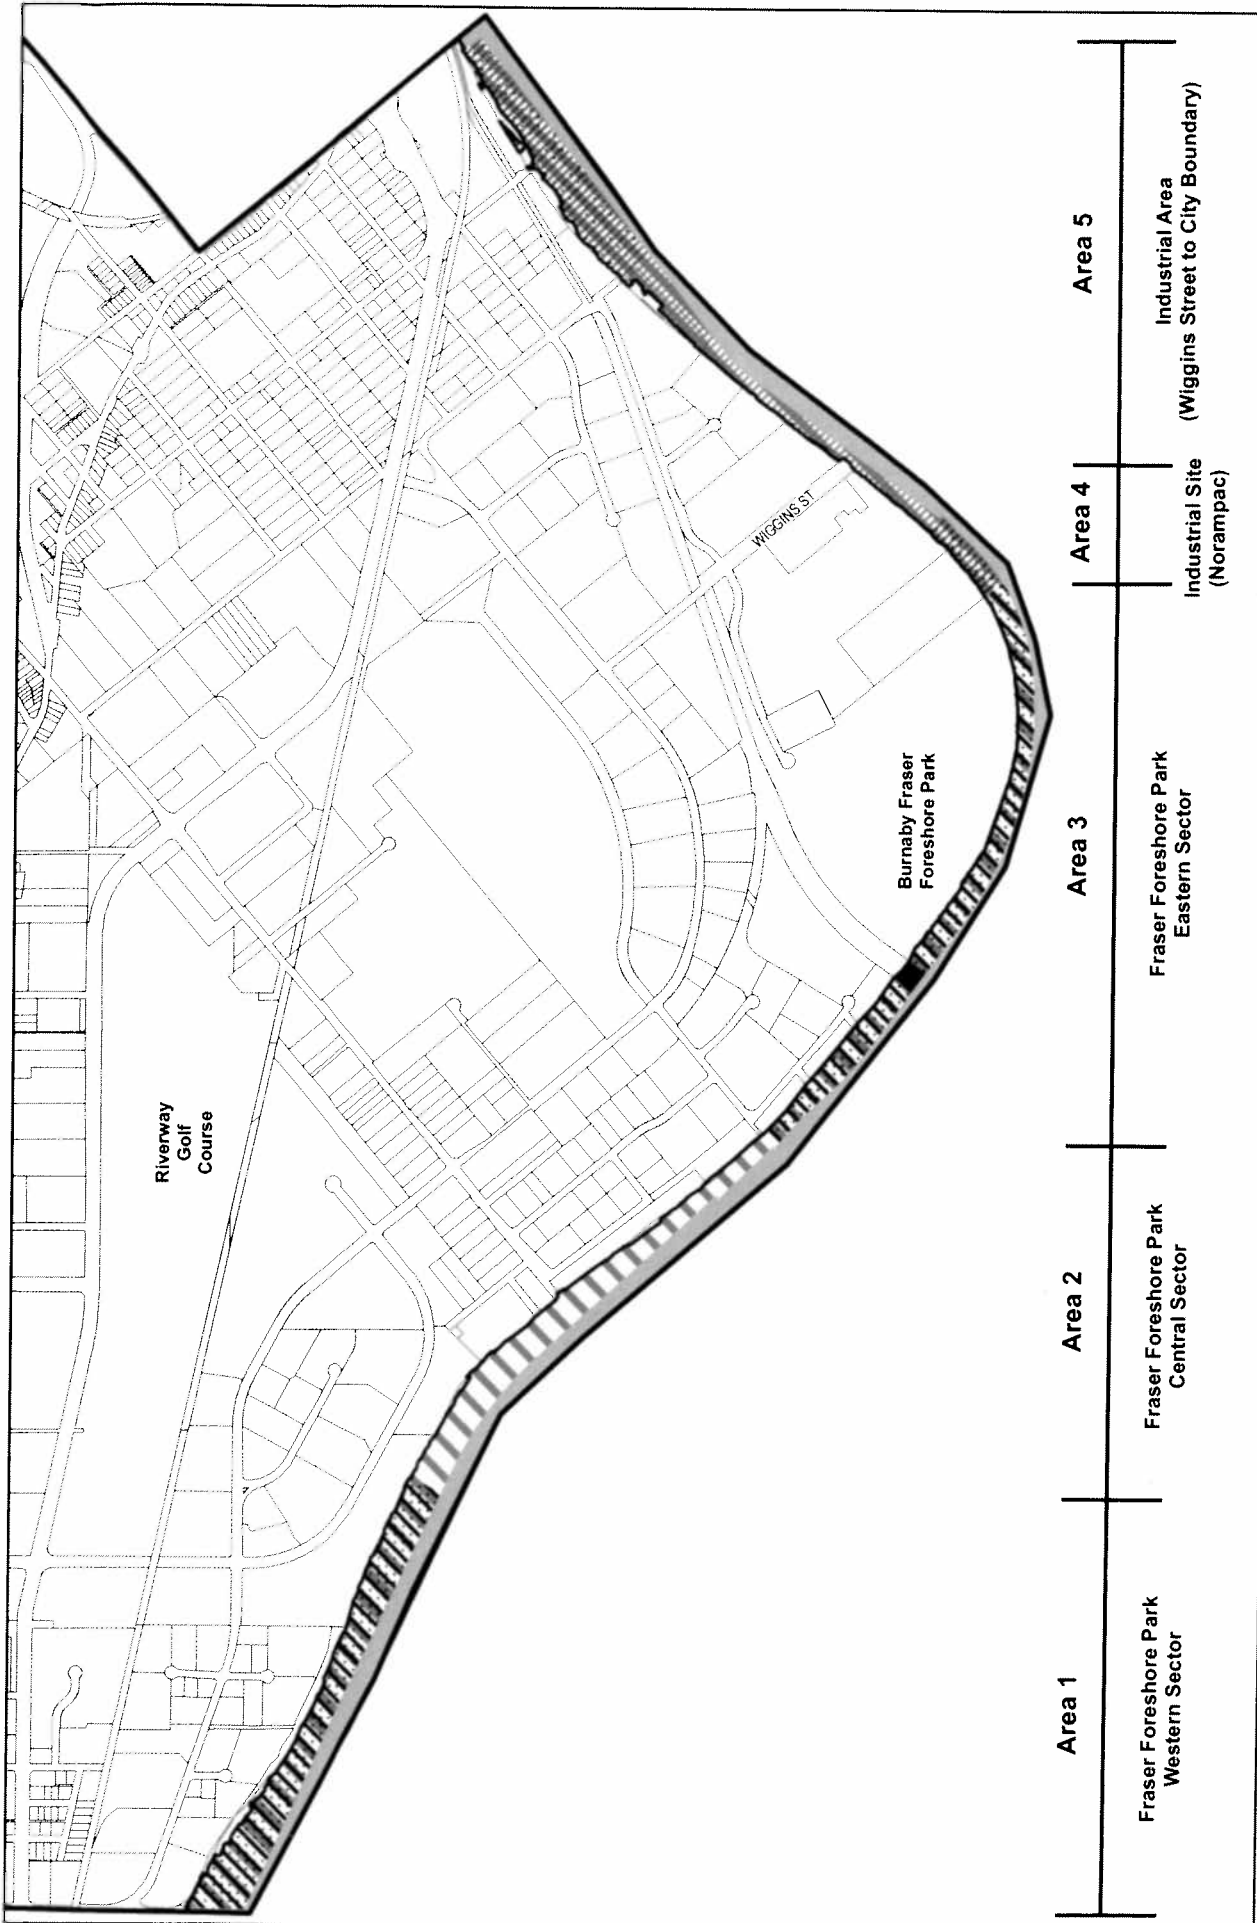 Riverway
Golf
Course
Burnaby Fraser
Foreshore Park
WIGGINS ST
Area 1
Area 2
Area 3
Area 4
Area 5
Fraser Foreshore Park
Western Sector
Fraser Foreshore Park
Central Sector
Fraser Foreshore Park
Eastern Sector
Industrial Site
(Norampac)
Industrial Area
(Wiggins Street to City Boundary)